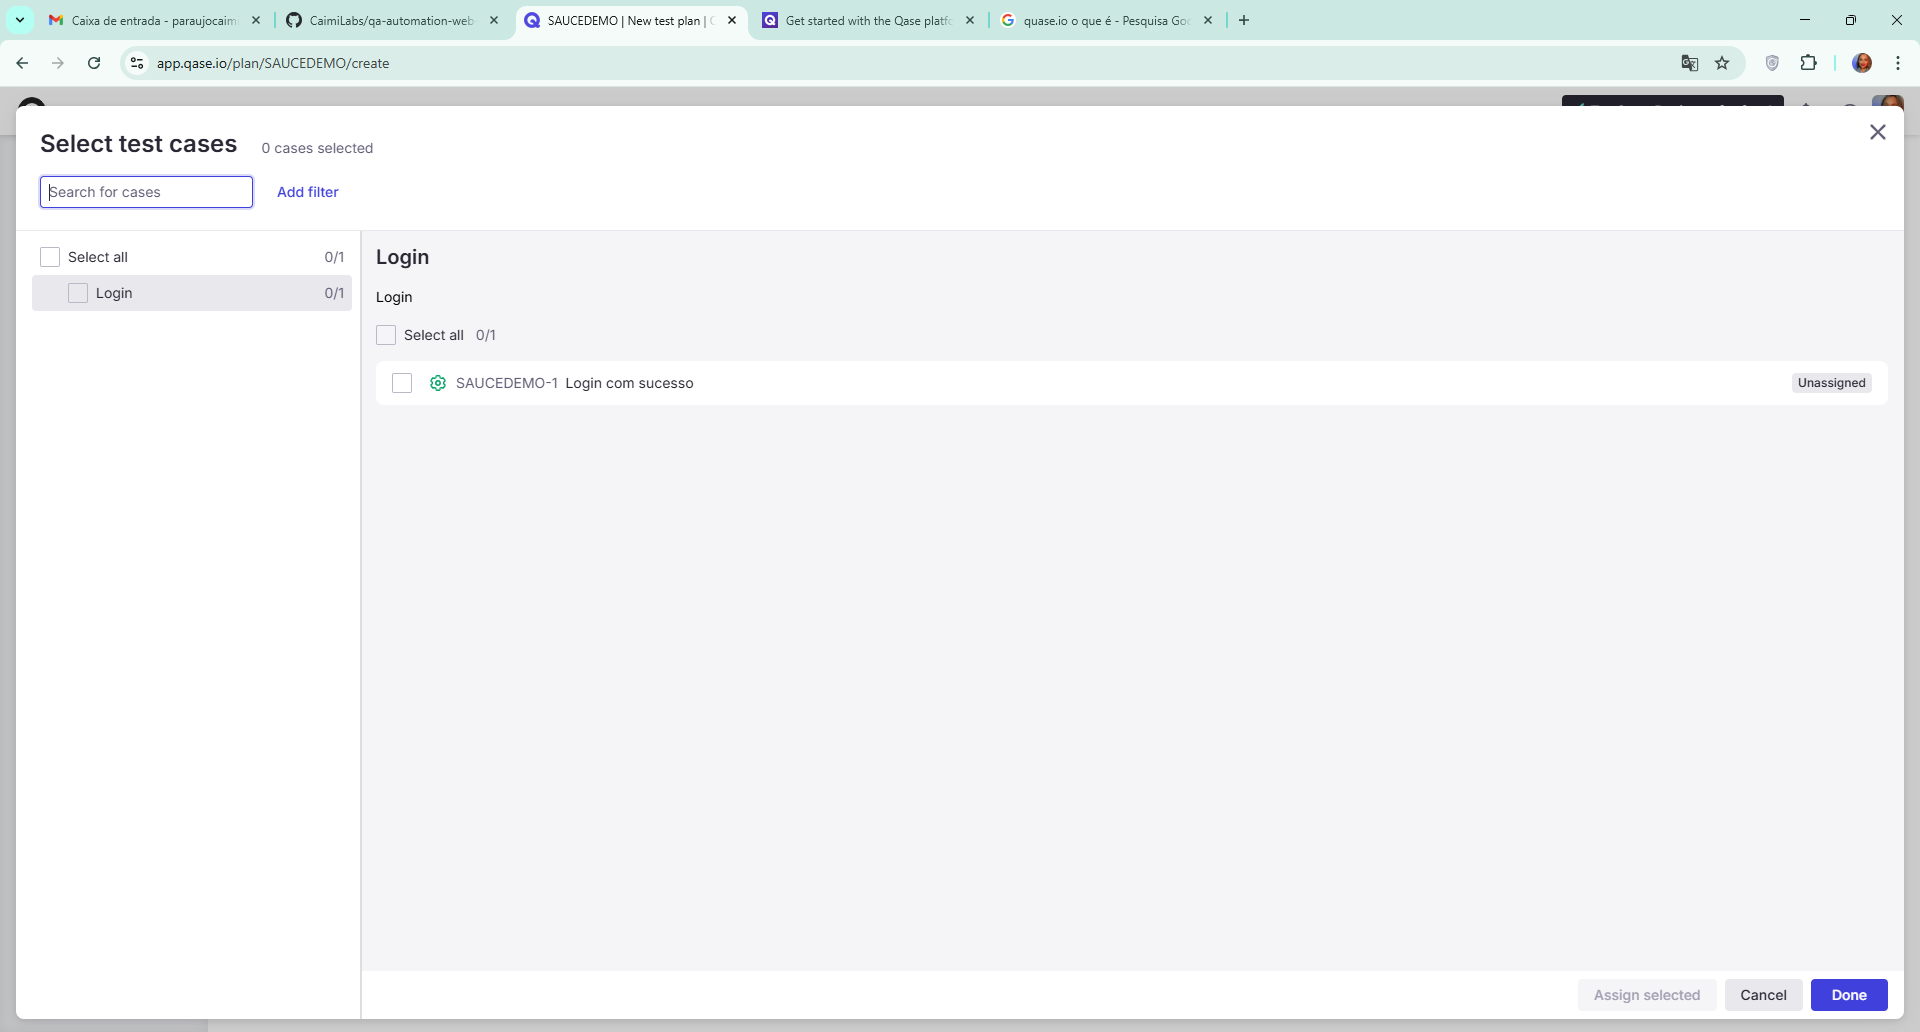 Caixa de entrada - paraujocaim
CaimiLabs/qa-automation-web
SAUCEDEMO | New test plan |
Get started with the Qase platf
quase.io o que é - Pesquisa Goo
app.qase.io/plan/SAUCEDEMO/create
Select test cases
0 cases selected
Search for cases
Add filter
Select all
0/1
Login
0/1
Login
Login
Select all
0/1
SAUCEDEMO-1 Login com sucesso
Unassigned
Assign selected
Cancel
Done